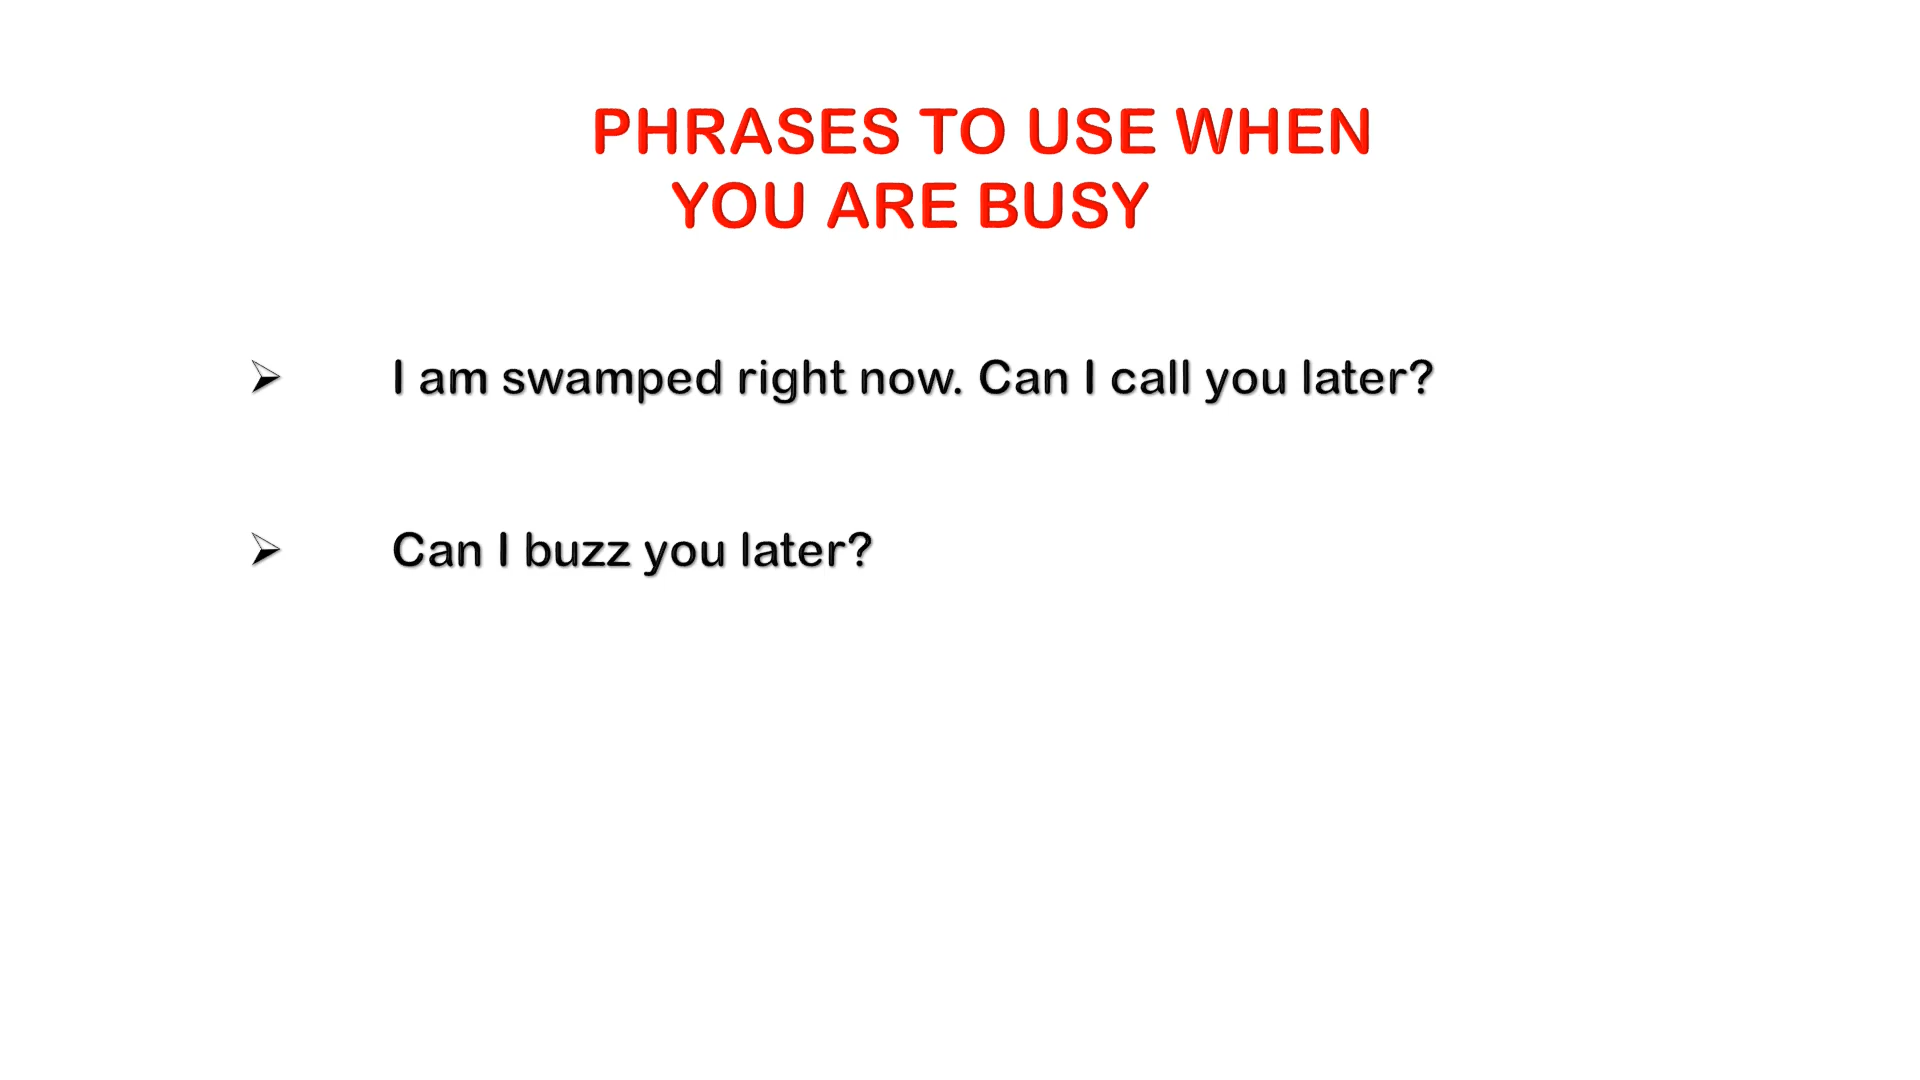 PHRASES TO USE WHEN
YOU ARE BUSY
➢ I am swamped right now. Can I call you later?
➢ Can I buzz you later?